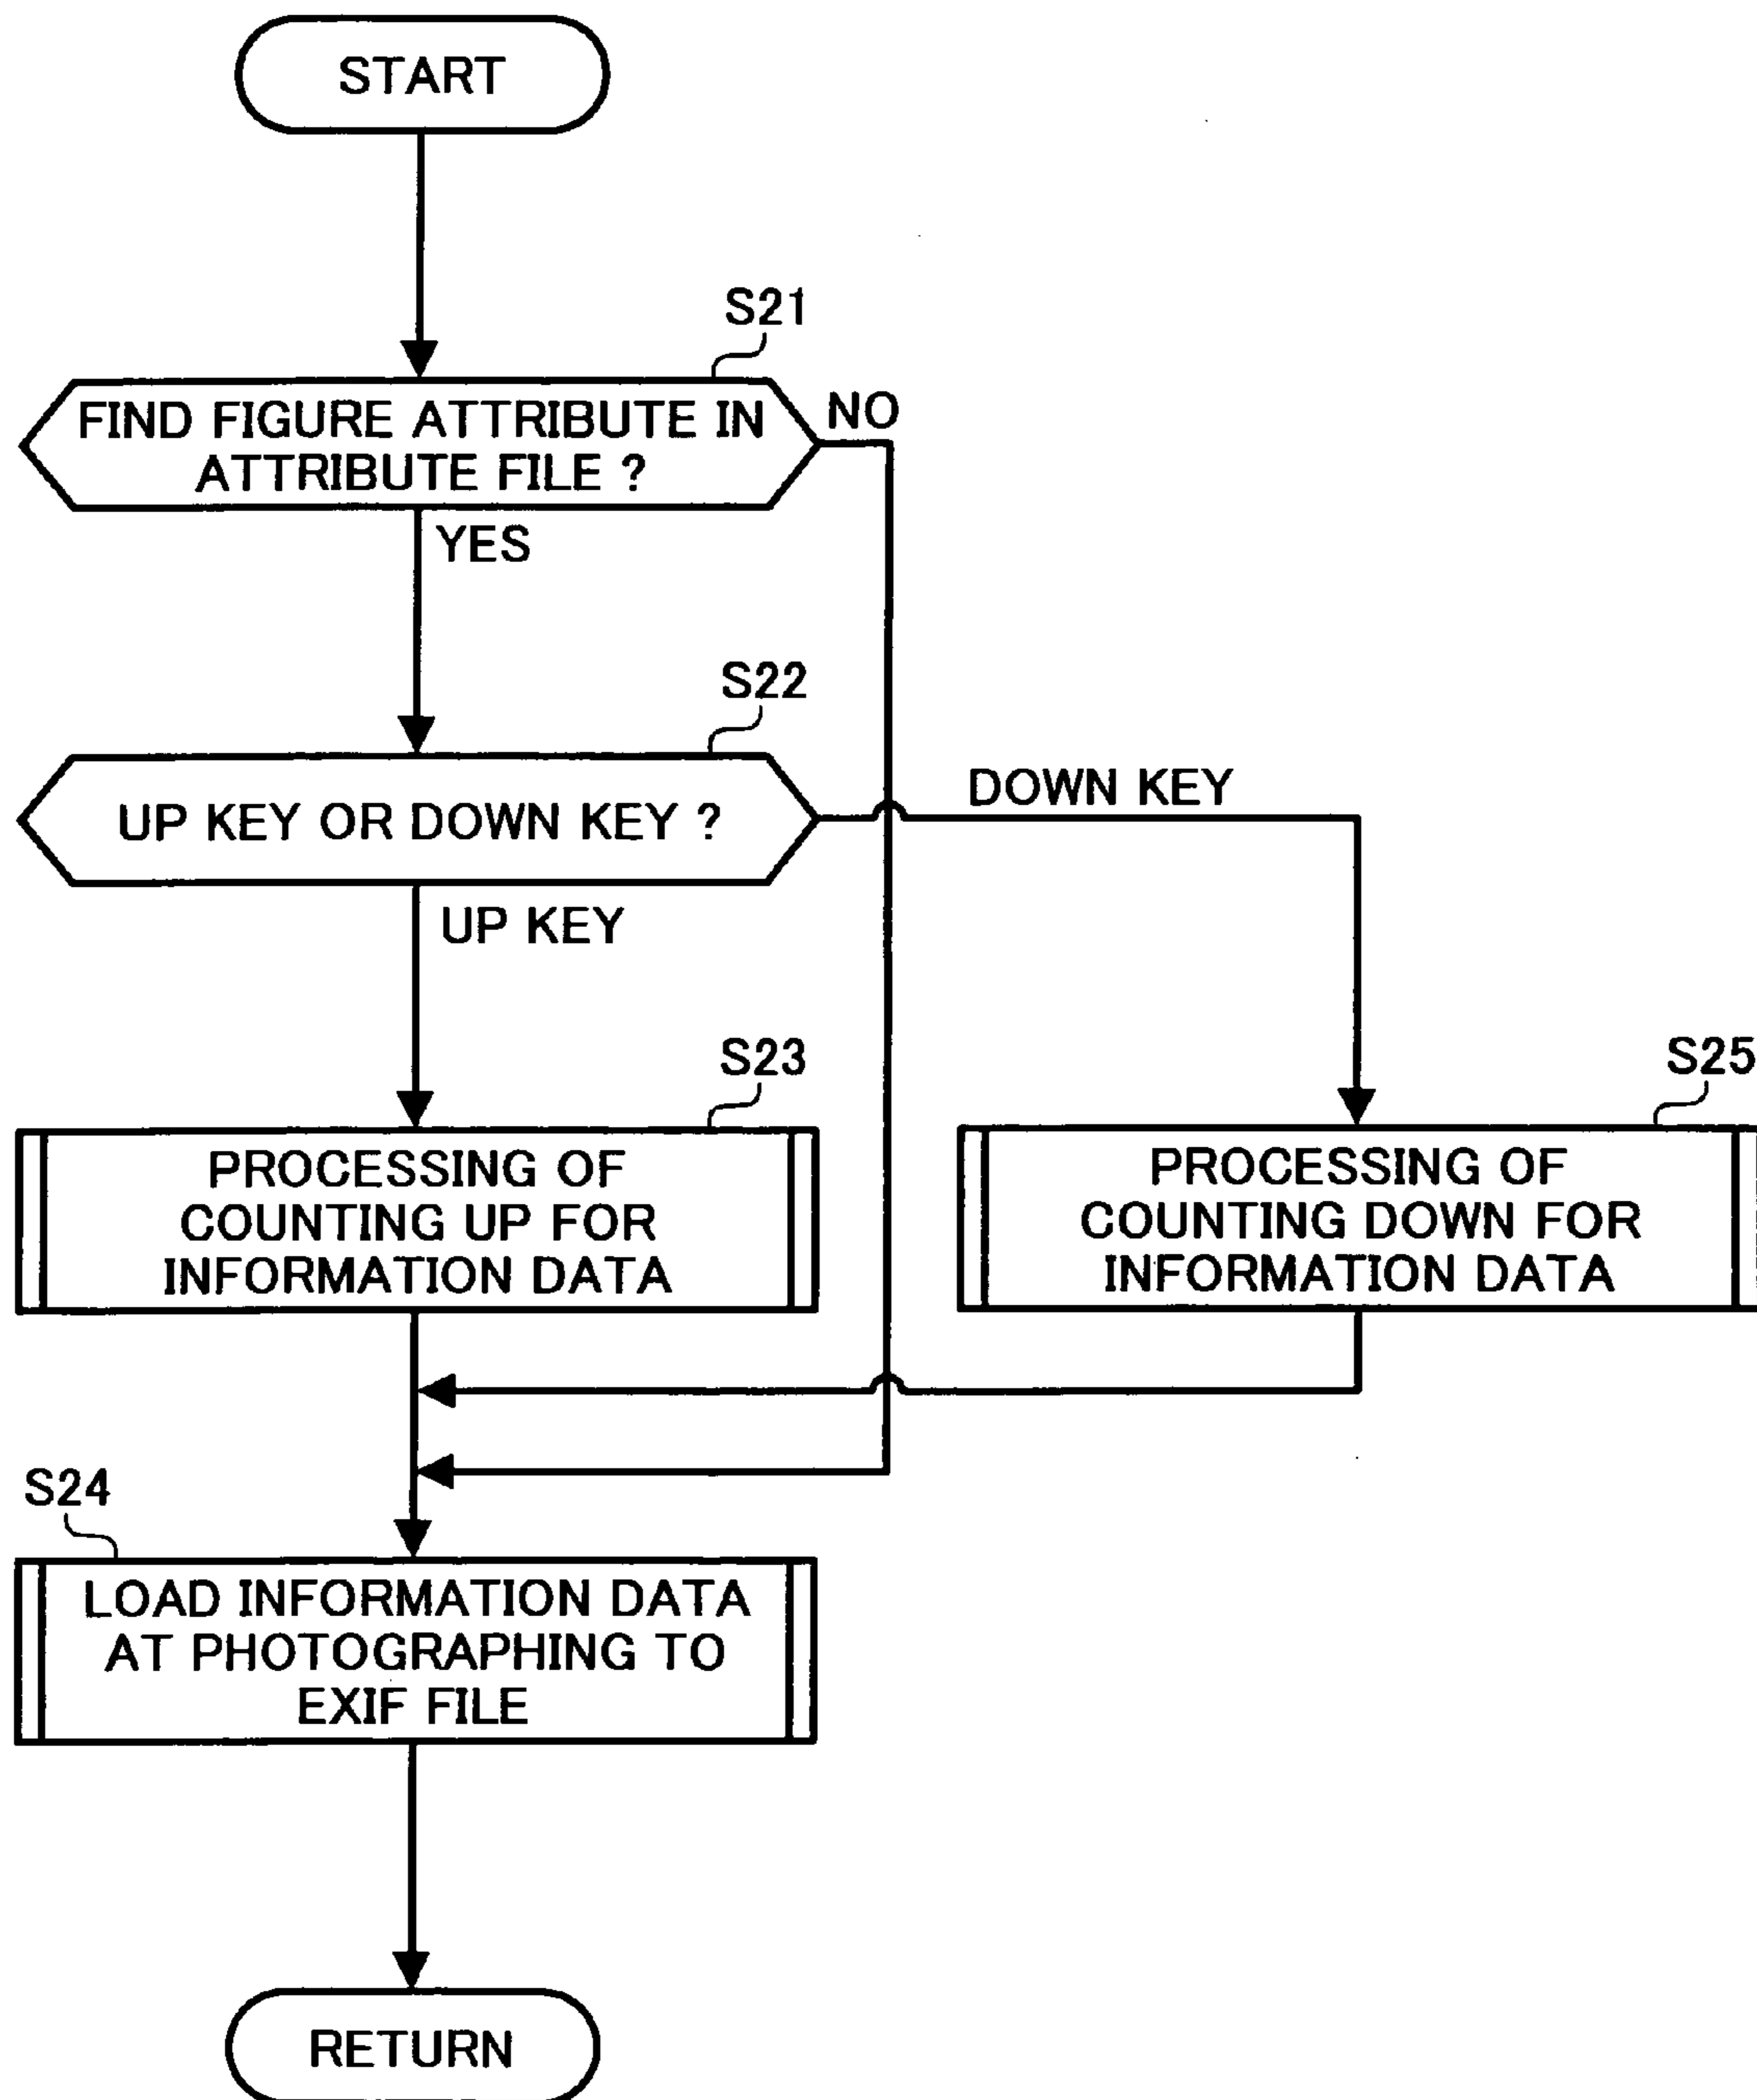 START
S21
FIND FIGURE ATTRIBUTE IN
ATTRIBUTE FILE ?
NO
YES
S22
UP KEY OR DOWN KEY ?
DOWN KEY
UP KEY
S23
PROCESSING OF
COUNTING UP FOR
INFORMATION DATA
S25
PROCESSING OF
COUNTING DOWN FOR
INFORMATION DATA
S24
LOAD INFORMATION DATA
AT PHOTOGRAPHING TO
EXIF FILE
RETURN